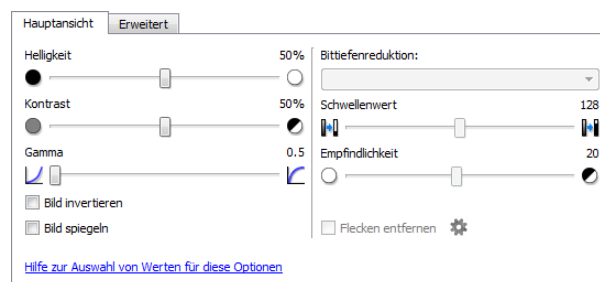 Hauptansicht
Erweitert
Helligkeit 50%
Kontrast 50%
Gamma 0.5
Bild invertieren
Bild spiegeln
Bittiefenreduktion:
Schwellenwert 128
Empfindlichkeit 20
Flecken entfernen
Hilfe zur Auswahl von Werten für diese Optionen